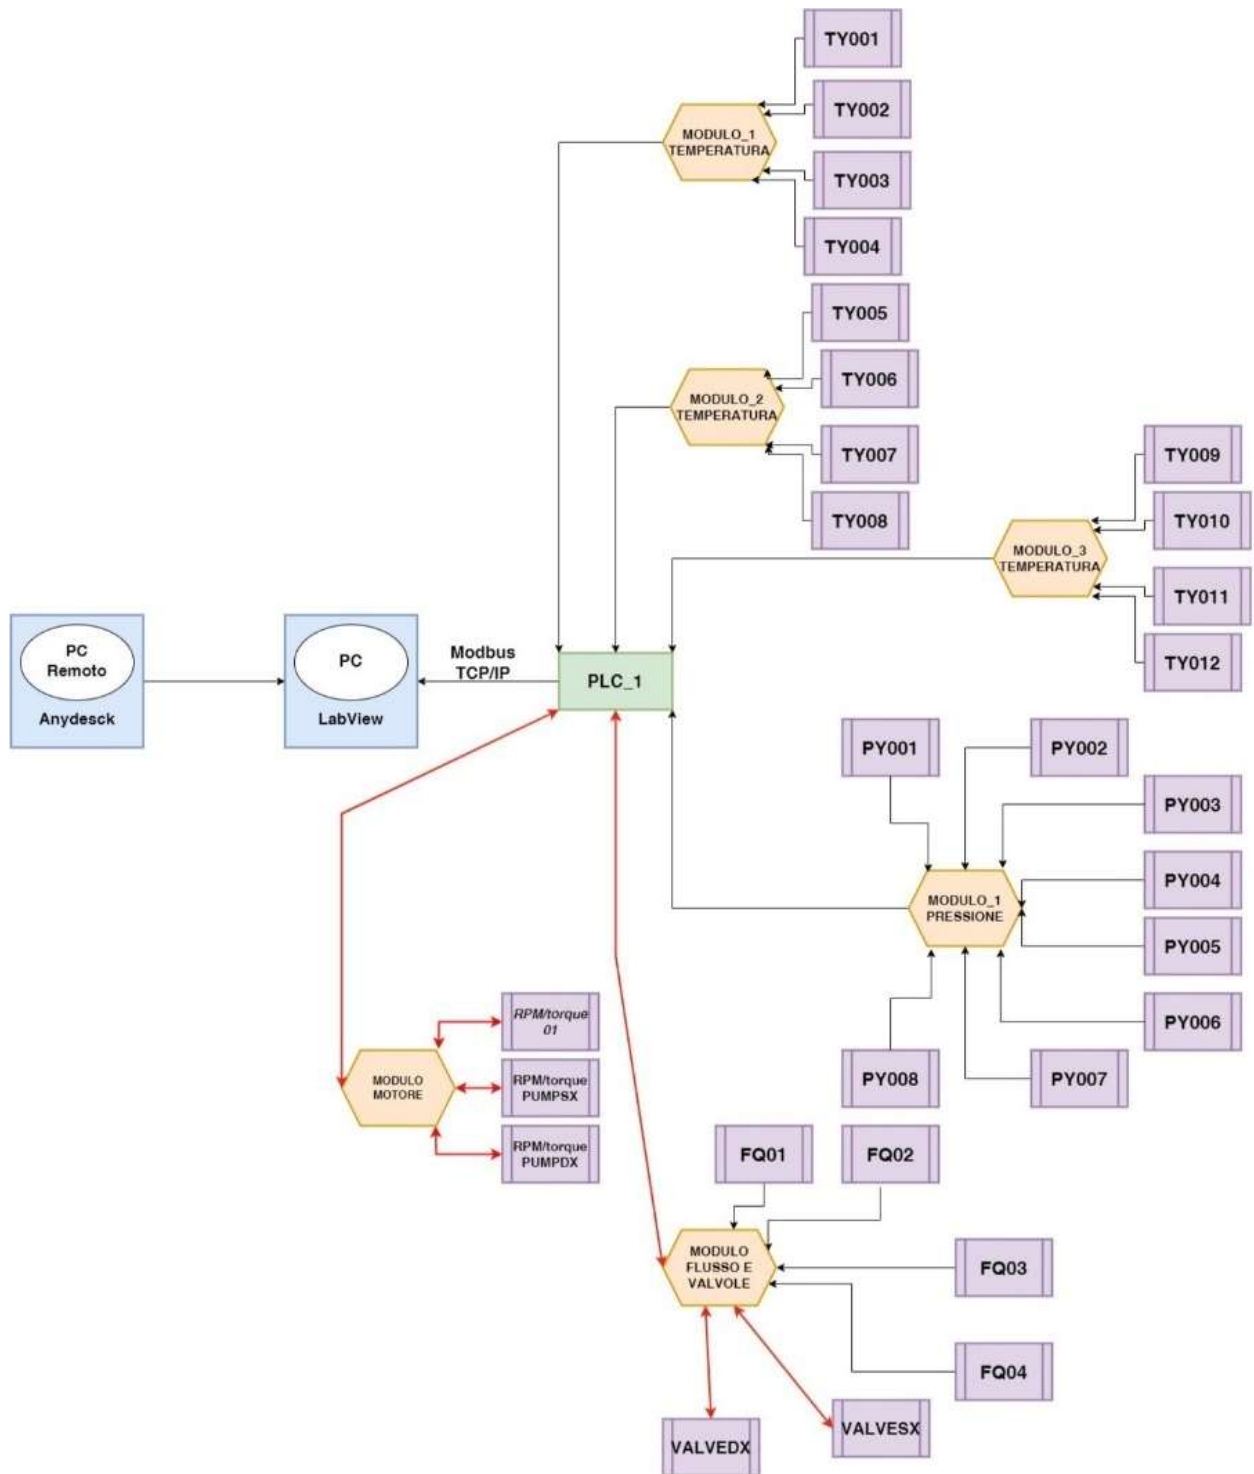 TY001
TY002
MODULO_1
TEMPERATURA
TY003
TY004
TY005
TY006
MODULO_2
TEMPERATURA
TY007
TY008
TY009
TY010
MODULO_3
TEMPERATURA
TY011
TY012
PC
Remoto
Anydesck
PC
LabView
Modbus
TCP/IP
PLC_1
PY001
PY002
PY003
PY004
MODULO_1
PRESSIONE
PY005
PY006
PY008
PY007
RPM/torque
01
MODULO
MOTORE
RPM/torque
PUMPSX
RPM/torque
PUMPDX
FQ01
FQ02
MODULO
FLUSSO E
VALVOLE
FQ03
FQ04
VALVEDX
VALVESX